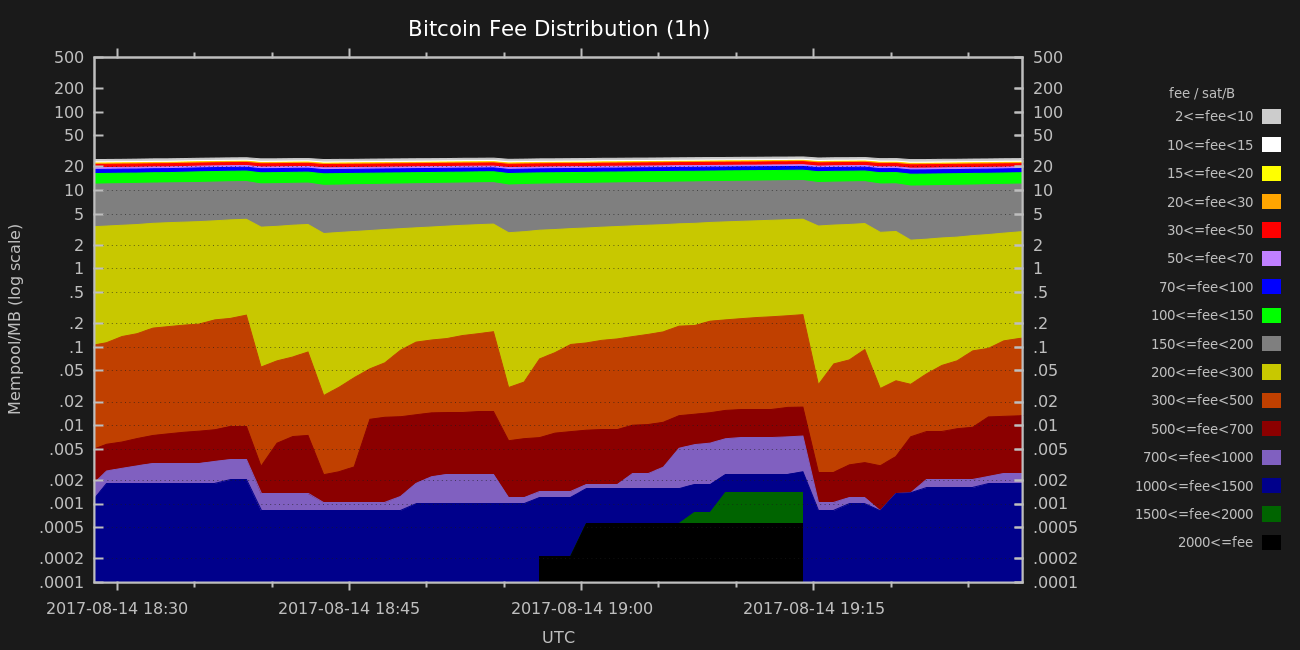 Bitcoin Fee Distribution (1h)
500
200
100
50
20
10
5
2
1
.5
.2
.1
.05
.02
.01
.005
.002
.001
.0005
.0002
.0001
Mempool/MB (log scale)
500
200
100
50
20
10
5
2
1
.5
.2
.1
.05
.02
.01
.005
.002
.001
.0005
.0002
.0001
2017-08-14 18:30
2017-08-14 18:45
2017-08-14 19:00
2017-08-14 19:15
UTC
fee / sat/B
2<=fee<10
10<=fee<15
15<=fee<20
20<=fee<30
30<=fee<50
50<=fee<70
70<=fee<100
100<=fee<150
150<=fee<200
200<=fee<300
300<=fee<500
500<=fee<700
700<=fee<1000
1000<=fee<1500
1500<=fee<2000
2000<=fee